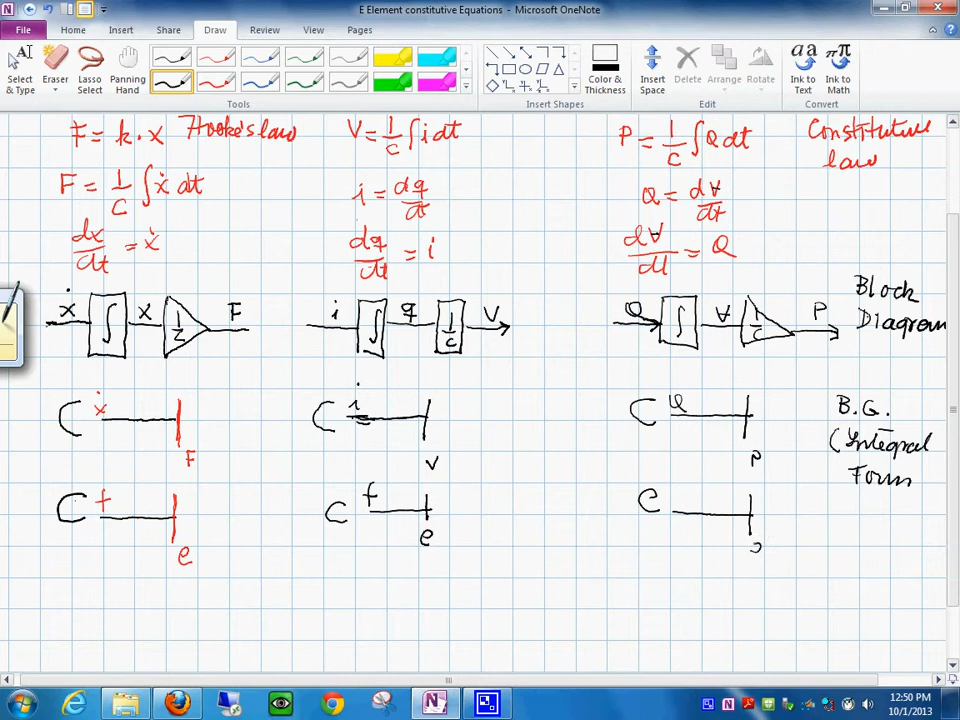 E Element constitutive Equations - Microsoft OneNote
File Home Insert Share Draw Review View Pages
Select & Type
Eraser
Lasso Select
Panning Hand
Color & Thickness
Insert Space
Delete
Arrange
Rotate
Ink to Text
Ink to Math
Tools
Insert Shapes
Edit
Convert
F = k·x Hooke's law
V = 1/C ∫ i dt
P = 1/C ∫ Q dt
Constitutive law
F = 1/C ∫ ẋ dt
i = dq/dt
Q = dV/dt
dx/dt = ẋ
dq/dt = i
dV/dt = Q
ẋ ∫ x F
i ∫ q 1/C V
Q ∫ V 1/C P
Block Diagram
C ẋ F
C i V
C Q P
B.G.
(Integral
Form
C f e
C f e
C
12:50 PM
10/1/2013